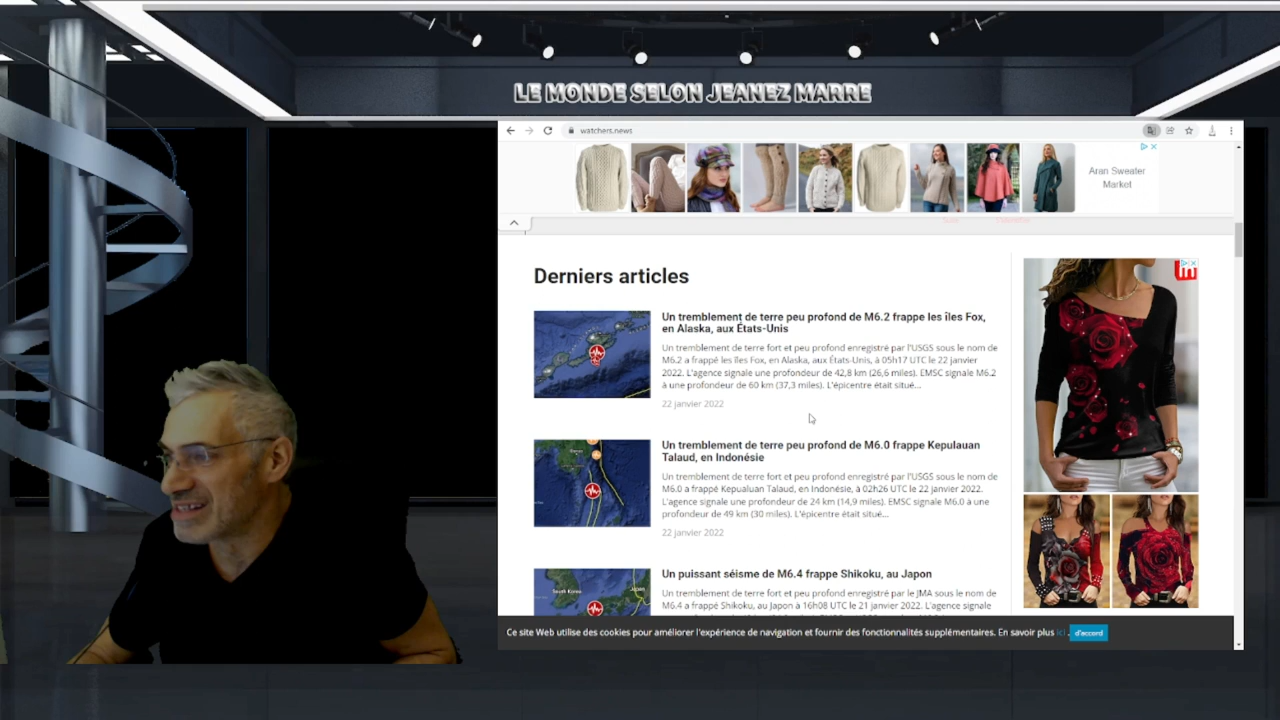 LE MONDE SELON JEANEZ MARRE
watchers.news
Aran Sweater
Market
Derniers articles
Un tremblement de terre peu profond de M6.2 frappe les îles Fox,
en Alaska, aux États-Unis
Un tremblement de terre fort et peu profond enregistré par l'USGS sous le nom de
M6.2 a frappé les îles Fox, en Alaska, aux États-Unis, à 05h17 UTC le 22 janvier
2022. L'agence signale une profondeur de 42,8 km (26,6 miles). EMSC signale M6.2
à une profondeur de 60 km (37,3 miles). L'épicentre était situé...
22 janvier 2022
Un tremblement de terre peu profond de M6.0 frappe Kepulauan
Talaud, en Indonésie
Un tremblement de terre fort et peu profond enregistré par l'USGS sous le nom de
M6.0 a frappé Kepualuan Talaud, en Indonésie, à 02h26 UTC le 22 janvier 2022.
L'agence signale une profondeur de 24 km (14,9 miles). EMSC signale M6.0 à une
profondeur de 49 km (30 miles). L'épicentre était situé...
22 janvier 2022
Un puissant séisme de M6.4 frappe Shikoku, au Japon
South Korea
Japan
Un tremblement de terre fort et peu profond enregistré par le JMA sous le nom de
M6.4 a frappé Shikoku, au Japon à 16h08 UTC le 21 janvier 2022. L'agence signale
Ce site Web utilise des cookies pour améliorer l'expérience de navigation et fournir des fonctionnalités supplémentaires. En savoir plus ici . d'accord